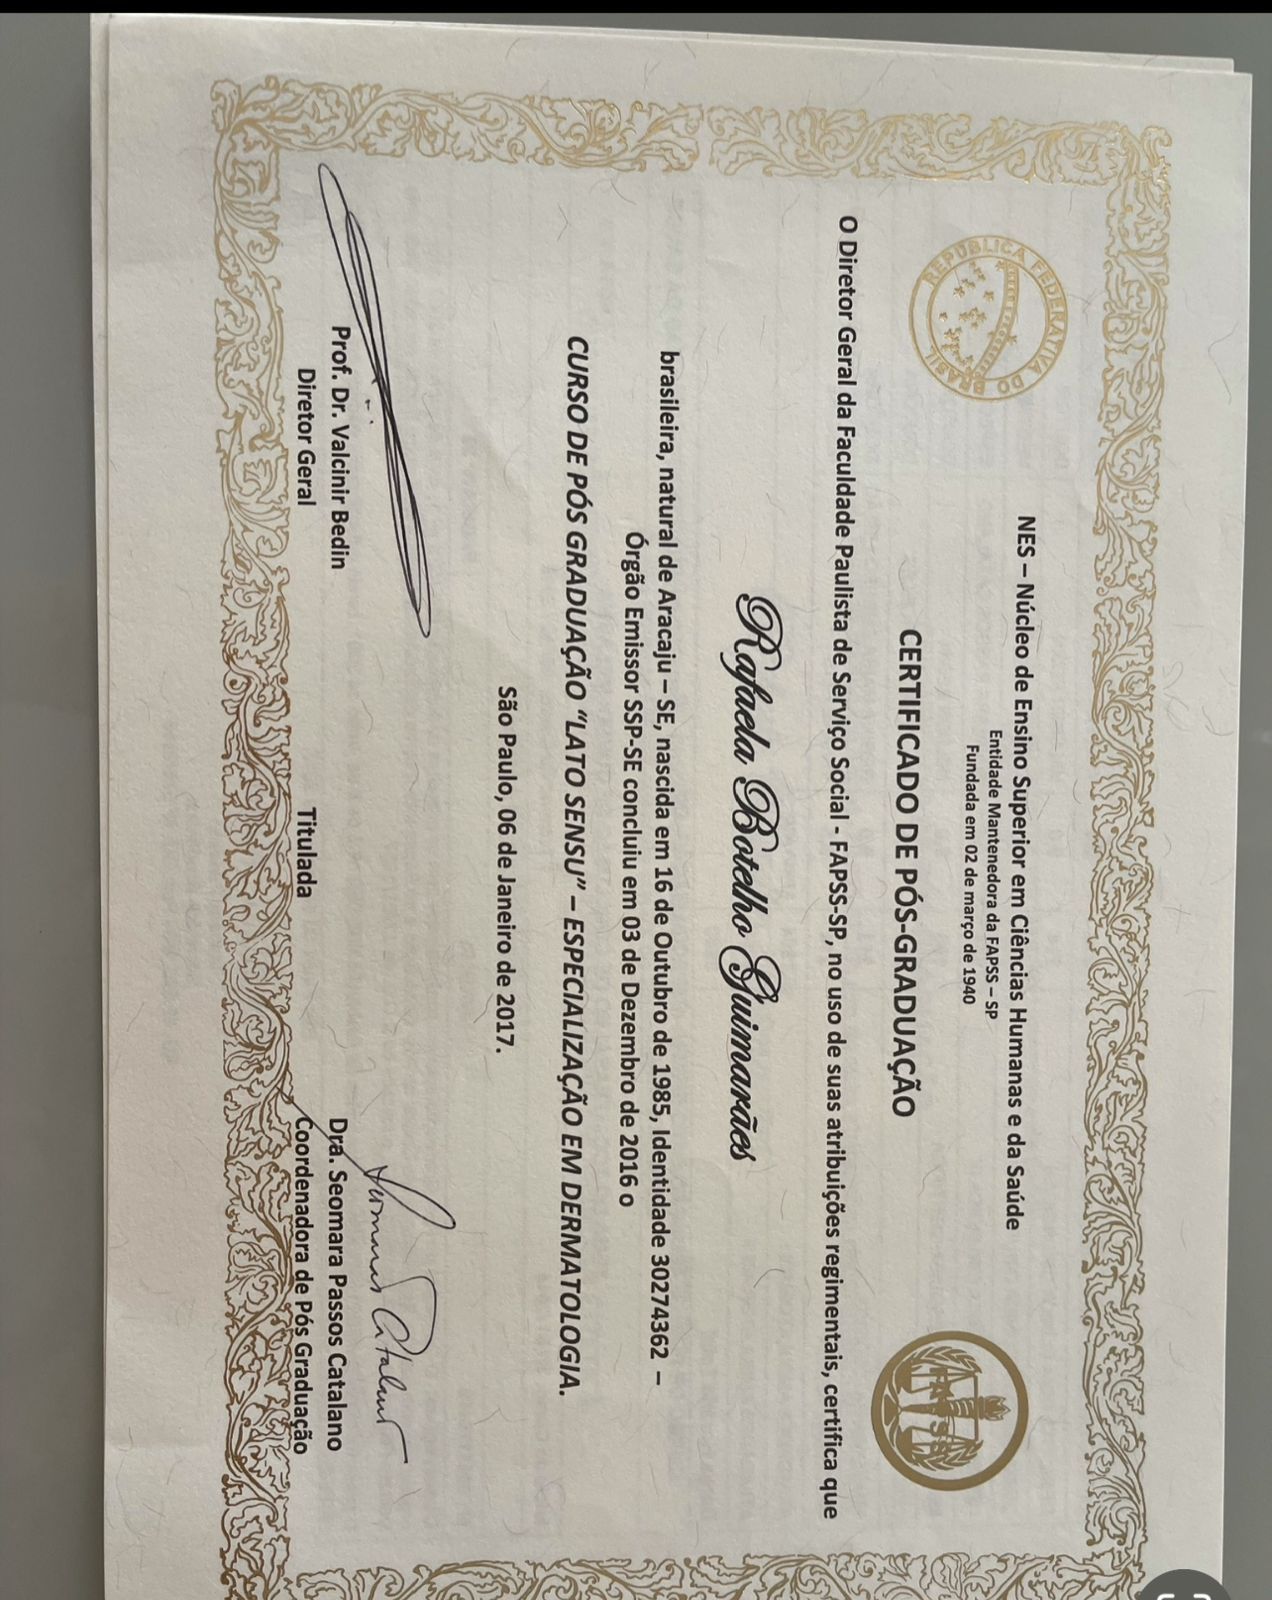 REPÚBLICA FEDERATIVA DO BRASIL
NES – Núcleo de Ensino Superior em Ciências Humanas e da Saúde
Entidade Mantenedora da FAPSS – SP
Fundada em 02 de março de 1940
FAPSS
CERTIFICADO DE PÓS-GRADUAÇÃO
O Diretor Geral da Faculdade Paulista de Serviço Social - FAPSS-SP, no uso de suas atribuições regimentais, certifica que
Rafaela Botelho Guimarães
brasileira, natural de Aracaju – SE, nascida em 16 de Outubro de 1985, Identidade 30274362 –
Órgão Emissor SSP-SE concluiu em 03 de Dezembro de 2016 o
CURSO DE PÓS GRADUAÇÃO “LATO SENSU” – ESPECIALIZAÇÃO EM DERMATOLOGIA.
São Paulo, 06 de Janeiro de 2017.
Prof. Dr. Valcinir Bedin
Diretor Geral
Titulada
Dra. Seomara Passos Catalano
Coordenadora de Pós Graduação